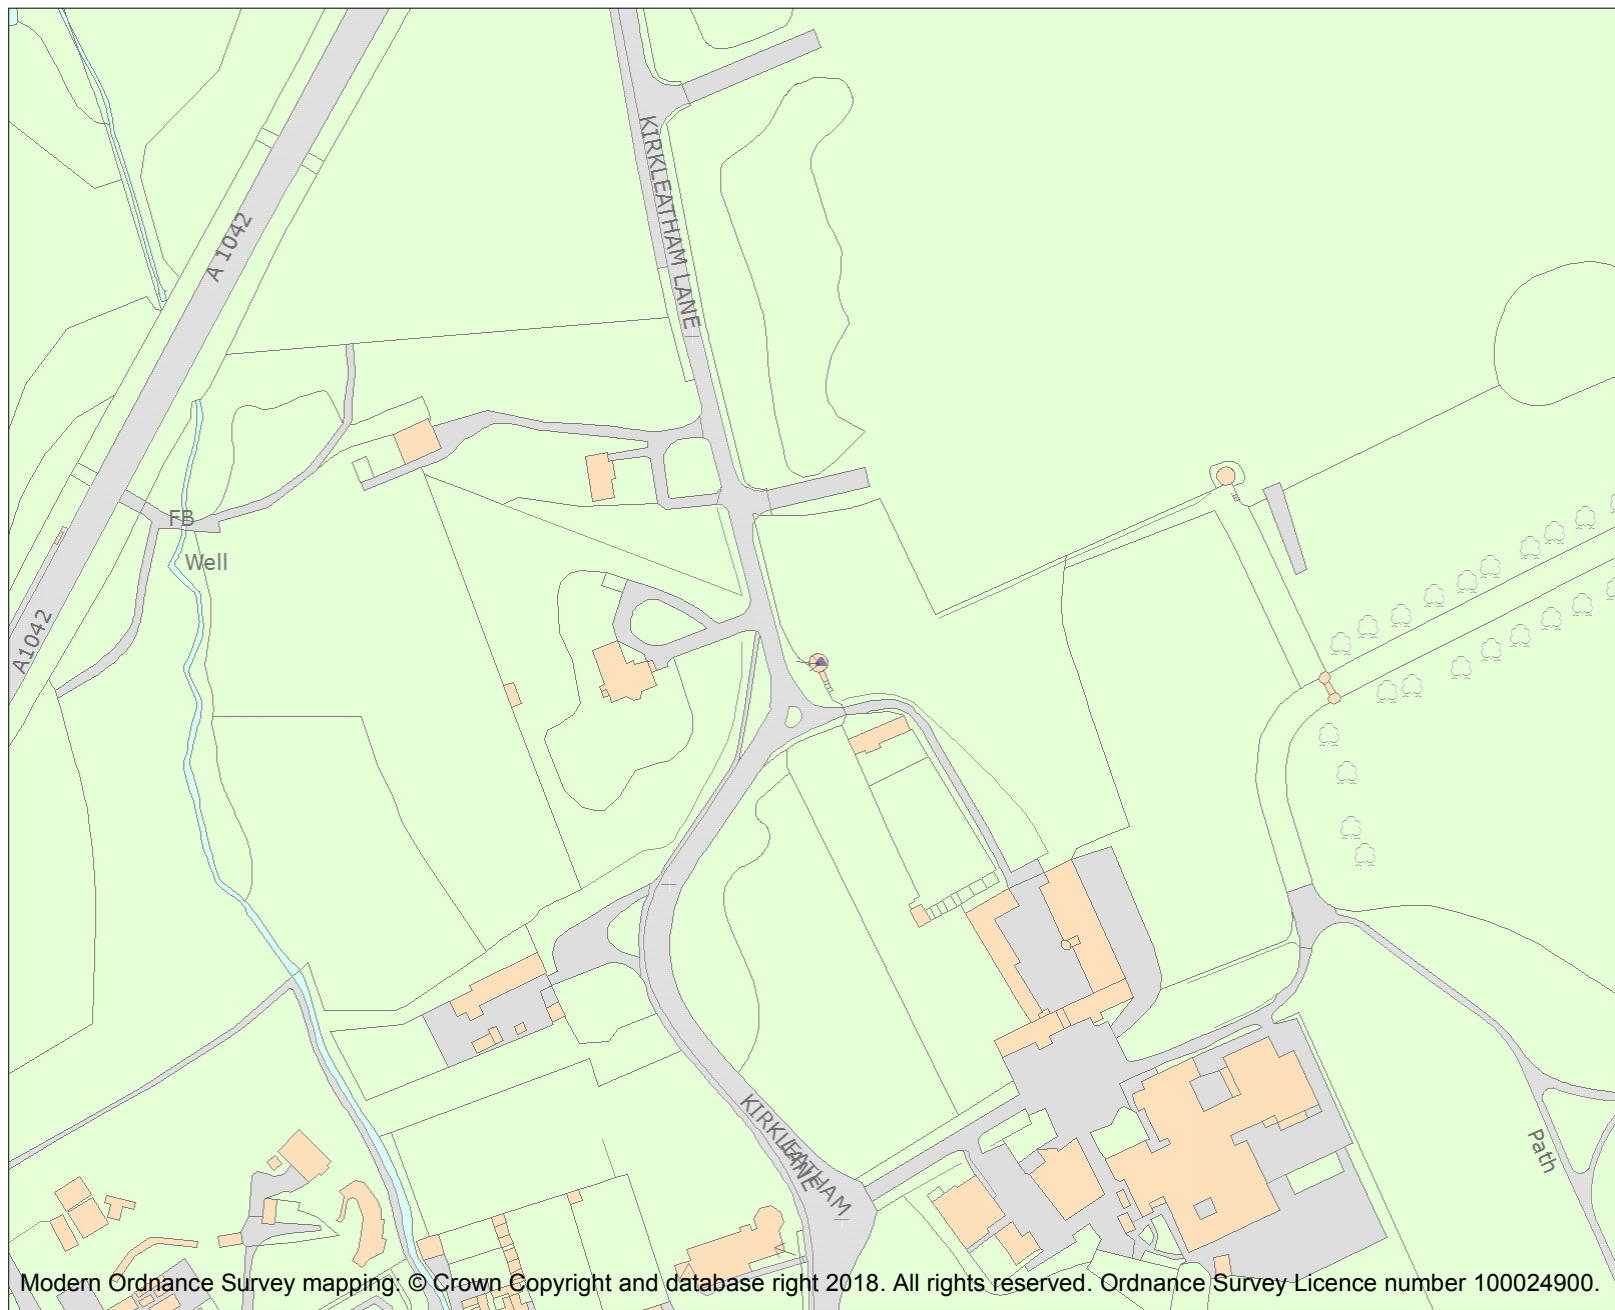 KIRKLEATHAM LANE
A 1042
FB
Well
A1042
KIRKLEATHAM
LANE
Path
Modern Ordnance Survey mapping: © Crown Copyright and database right 2018. All rights reserved. Ordnance Survey Licence number 100024900.